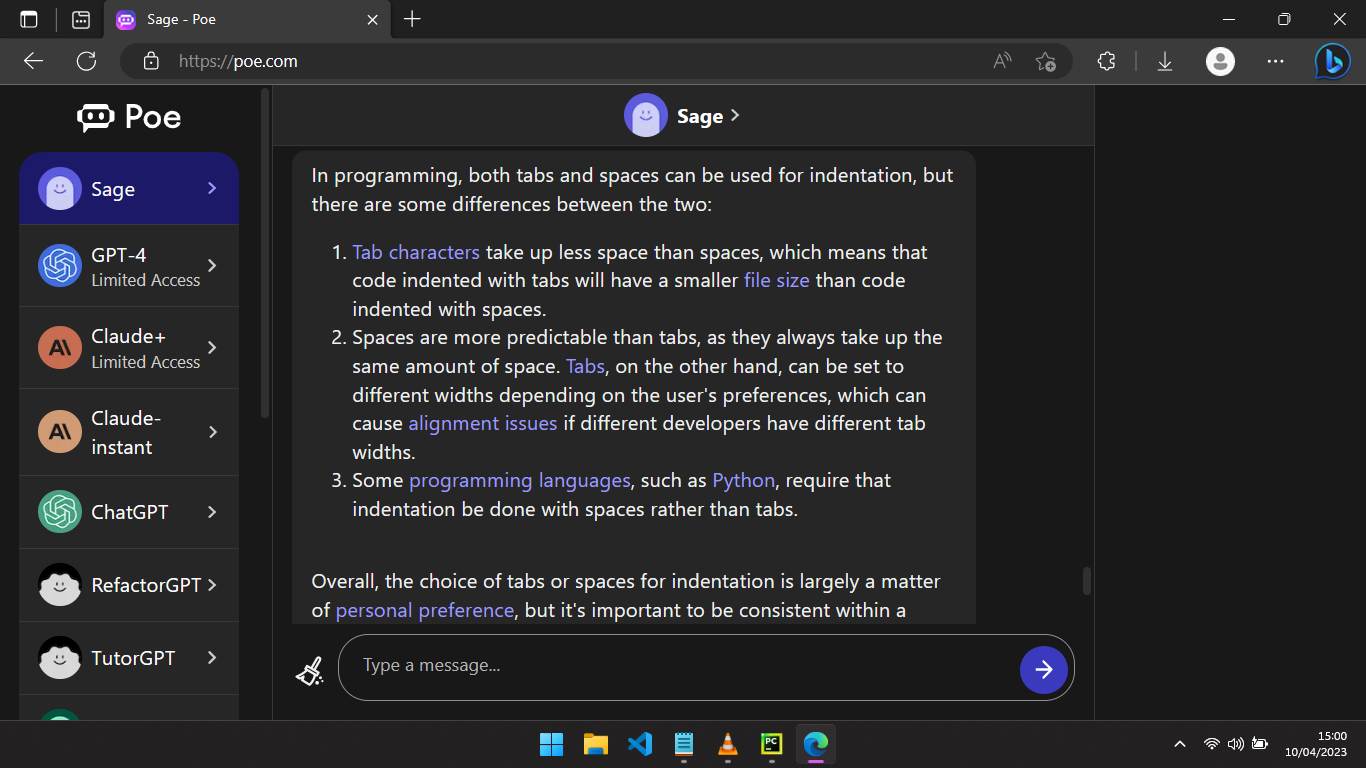 Sage - Poe
https://poe.com
Poe
Sage
GPT-4
Limited Access
Claude+
Limited Access
Claude-
instant
ChatGPT
RefactorGPT
TutorGPT
Sage
In programming, both tabs and spaces can be used for indentation, but
there are some differences between the two:
1. Tab characters take up less space than spaces, which means that
code indented with tabs will have a smaller file size than code
indented with spaces.
2. Spaces are more predictable than tabs, as they always take up the
same amount of space. Tabs, on the other hand, can be set to
different widths depending on the user's preferences, which can
cause alignment issues if different developers have different tab
widths.
3. Some programming languages, such as Python, require that
indentation be done with spaces rather than tabs.
Overall, the choice of tabs or spaces for indentation is largely a matter
of personal preference, but it's important to be consistent within a
Type a message...
PC
15:00
10/04/2023